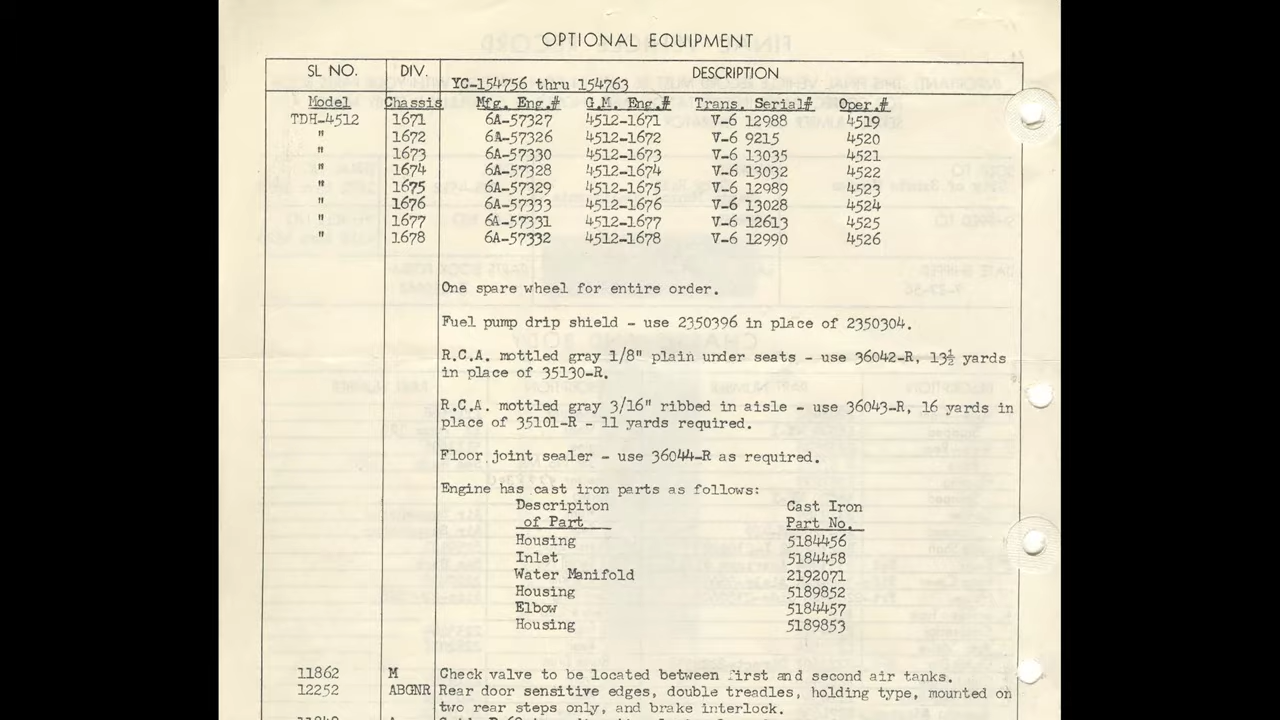 OPTIONAL EQUIPMENT
SL NO. DIV. DESCRIPTION
YC-154756 thru 154763
Model Chassis Mfg. Eng.# G.M. Eng.# Trans. Serial# Oper.#
TDH-4512 1671 6A-57327 4512-1671 V-6 12988 4519
" 1672 6A-57326 4512-1672 V-6 9215 4520
" 1673 6A-57330 4512-1673 V-6 13035 4521
" 1674 6A-57328 4512-1674 V-6 13032 4522
" 1675 6A-57329 4512-1675 V-6 12989 4523
" 1676 6A-57333 4512-1676 V-6 13028 4524
" 1677 6A-57331 4512-1677 V-6 12613 4525
" 1678 6A-57332 4512-1678 V-6 12990 4526
One spare wheel for entire order.
Fuel pump drip shield - use 2350396 in place of 2350304.
R.C.A. mottled gray 1/8" plain under seats - use 36042-R, 13½ yards
in place of 35130-R.
R.C.A. mottled gray 3/16" ribbed in aisle - use 36043-R, 16 yards in
place of 35101-R - 11 yards required.
Floor joint sealer - use 36044-R as required.
Engine has cast iron parts as follows:
Descripiton Cast Iron
of Part Part No.
Housing 5184456
Inlet 5184458
Water Manifold 2192071
Housing 5189852
Elbow 5184457
Housing 5189853
11862 M Check valve to be located between first and second air tanks.
12252 ABGNR Rear door sensitive edges, double treadles, holding type, mounted on
two rear steps only, and brake interlock.